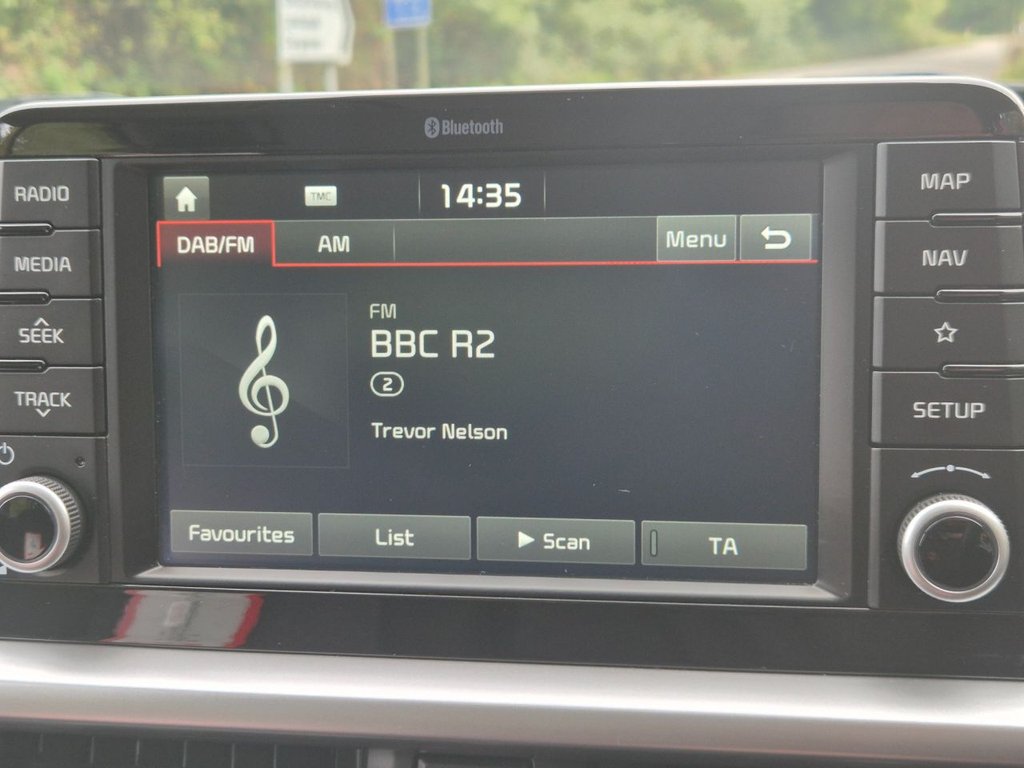 Bluetooth
RADIO
MEDIA
SEEK
TRACK
TMC
14:35
DAB/FM
AM
Menu
FM
BBC R2
2
Trevor Nelson
Favourites
List
Scan
TA
MAP
NAV
SETUP